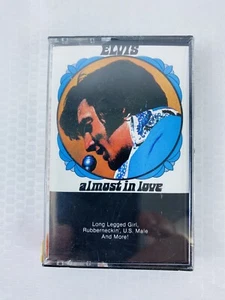 ELVIS
almost in love
Long Legged Girl,
Rubberneckin', U.S. Male
And More!